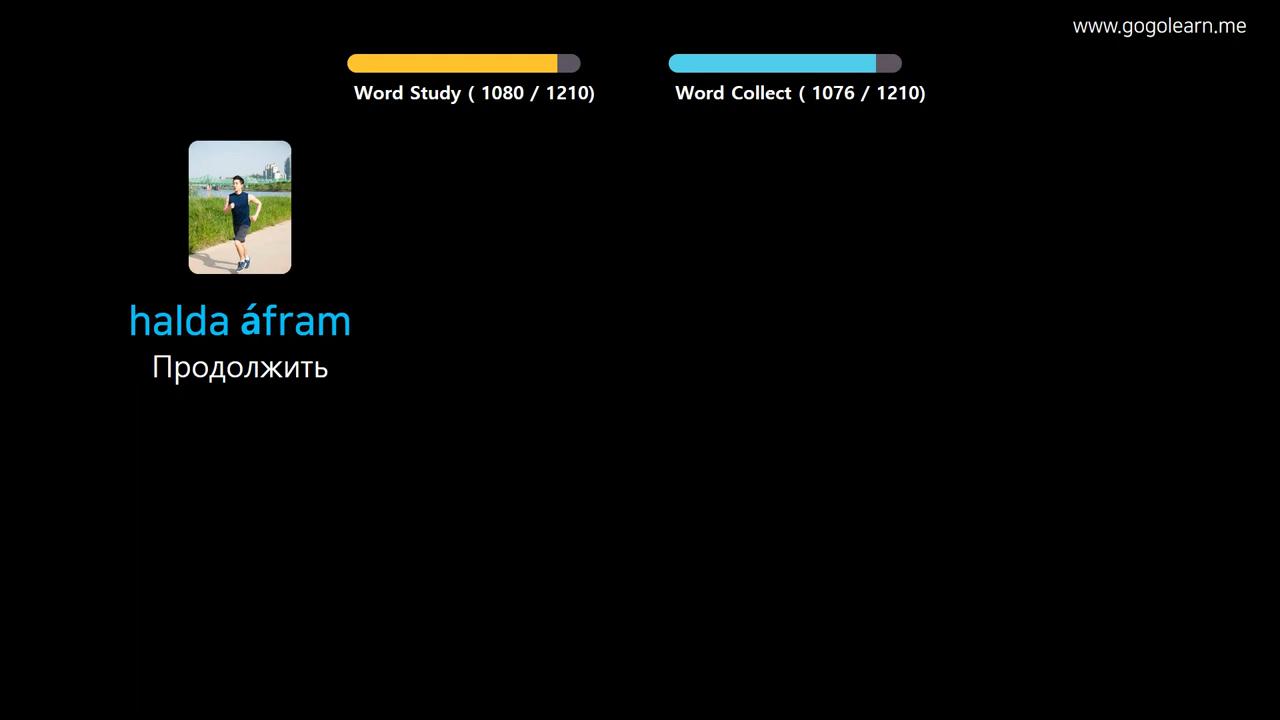 www.gogolearn.me
Word Study ( 1080 / 1210)
Word Collect ( 1076 / 1210)
halda áfram
Продолжить